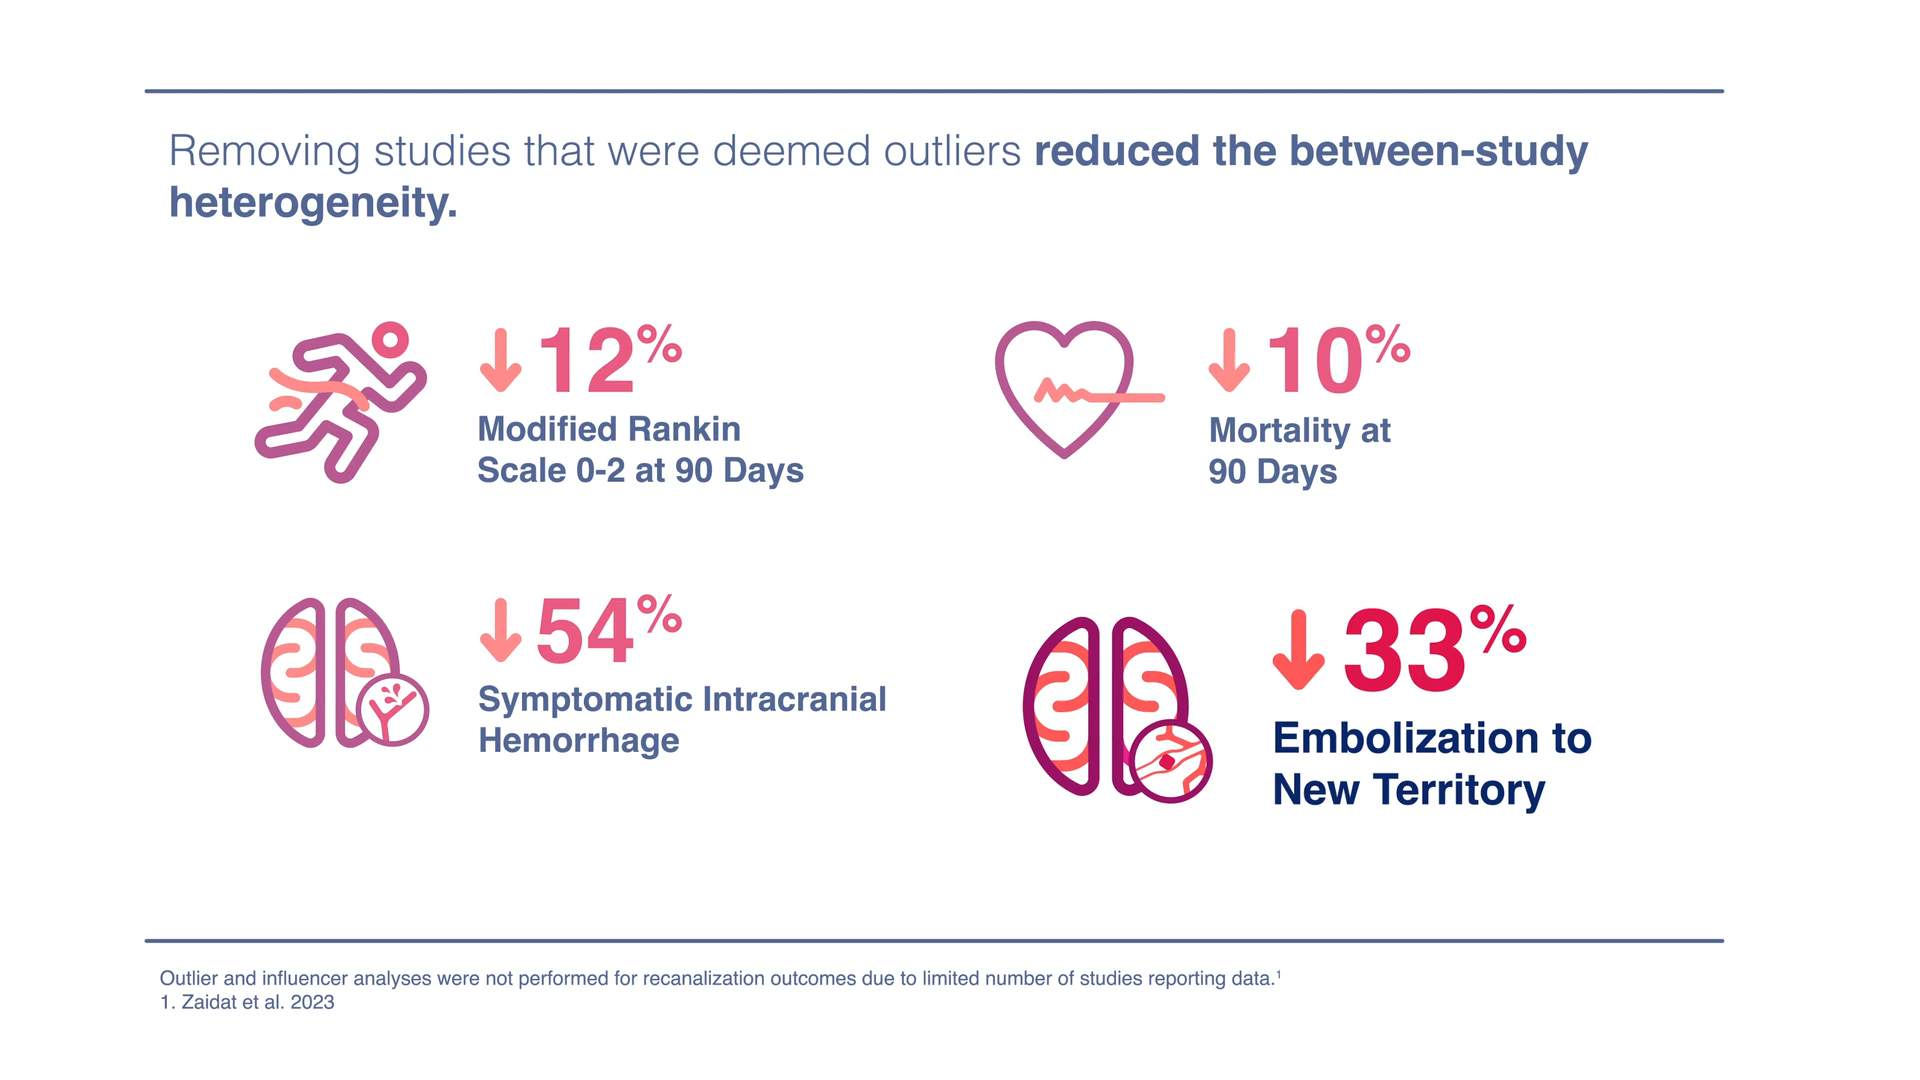 Removing studies that were deemed outliers reduced the between-study
heterogeneity.
↓12%
Modified Rankin
Scale 0-2 at 90 Days
↓10%
Mortality at
90 Days
↓54%
Symptomatic Intracranial
Hemorrhage
↓33%
Embolization to
New Territory
Outlier and influencer analyses were not performed for recanalization outcomes due to limited number of studies reporting data.¹
1. Zaidat et al. 2023